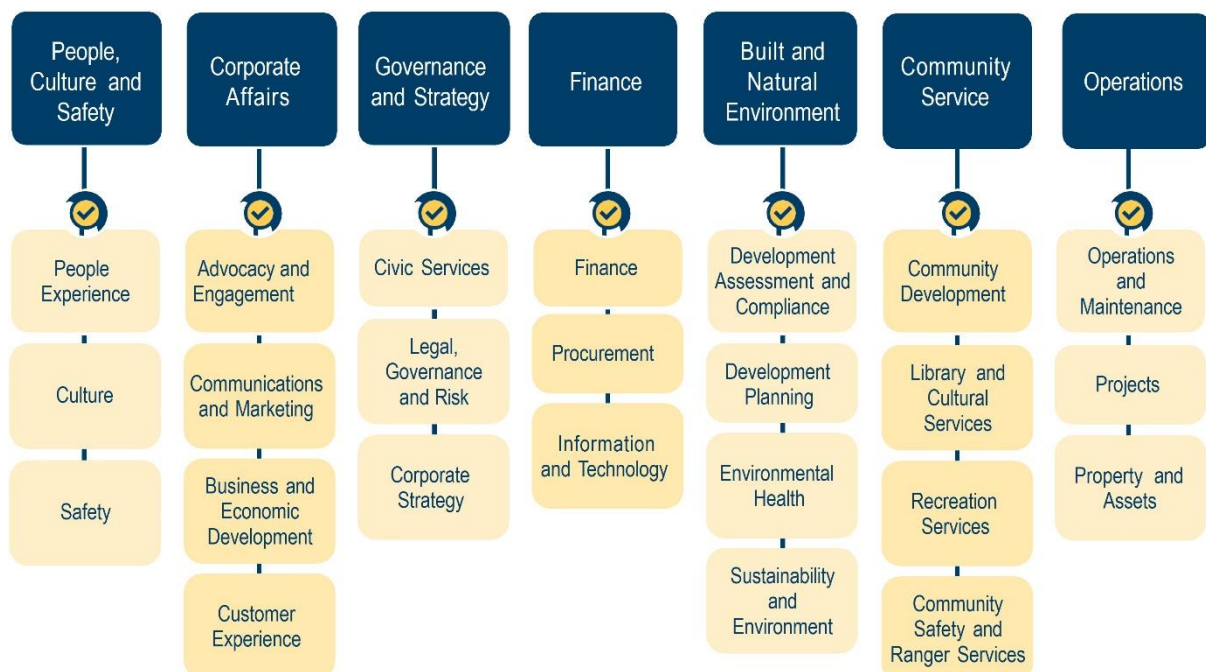 People,
Culture and
Safety
Corporate
Affairs
Governance
and Strategy
Finance
Built and
Natural
Environment
Community
Service
Operations
People
Experience
Culture
Safety
Advocacy and
Engagement
Communications
and Marketing
Business and
Economic
Development
Customer
Experience
Civic Services
Legal,
Governance
and Risk
Corporate
Strategy
Finance
Procurement
Information
and Technology
Development
Assessment and
Compliance
Development
Planning
Environmental
Health
Sustainability
and
Environment
Community
Development
Library and
Cultural
Services
Recreation
Services
Community
Safety and
Ranger Services
Operations
and
Maintenance
Projects
Property and
Assets